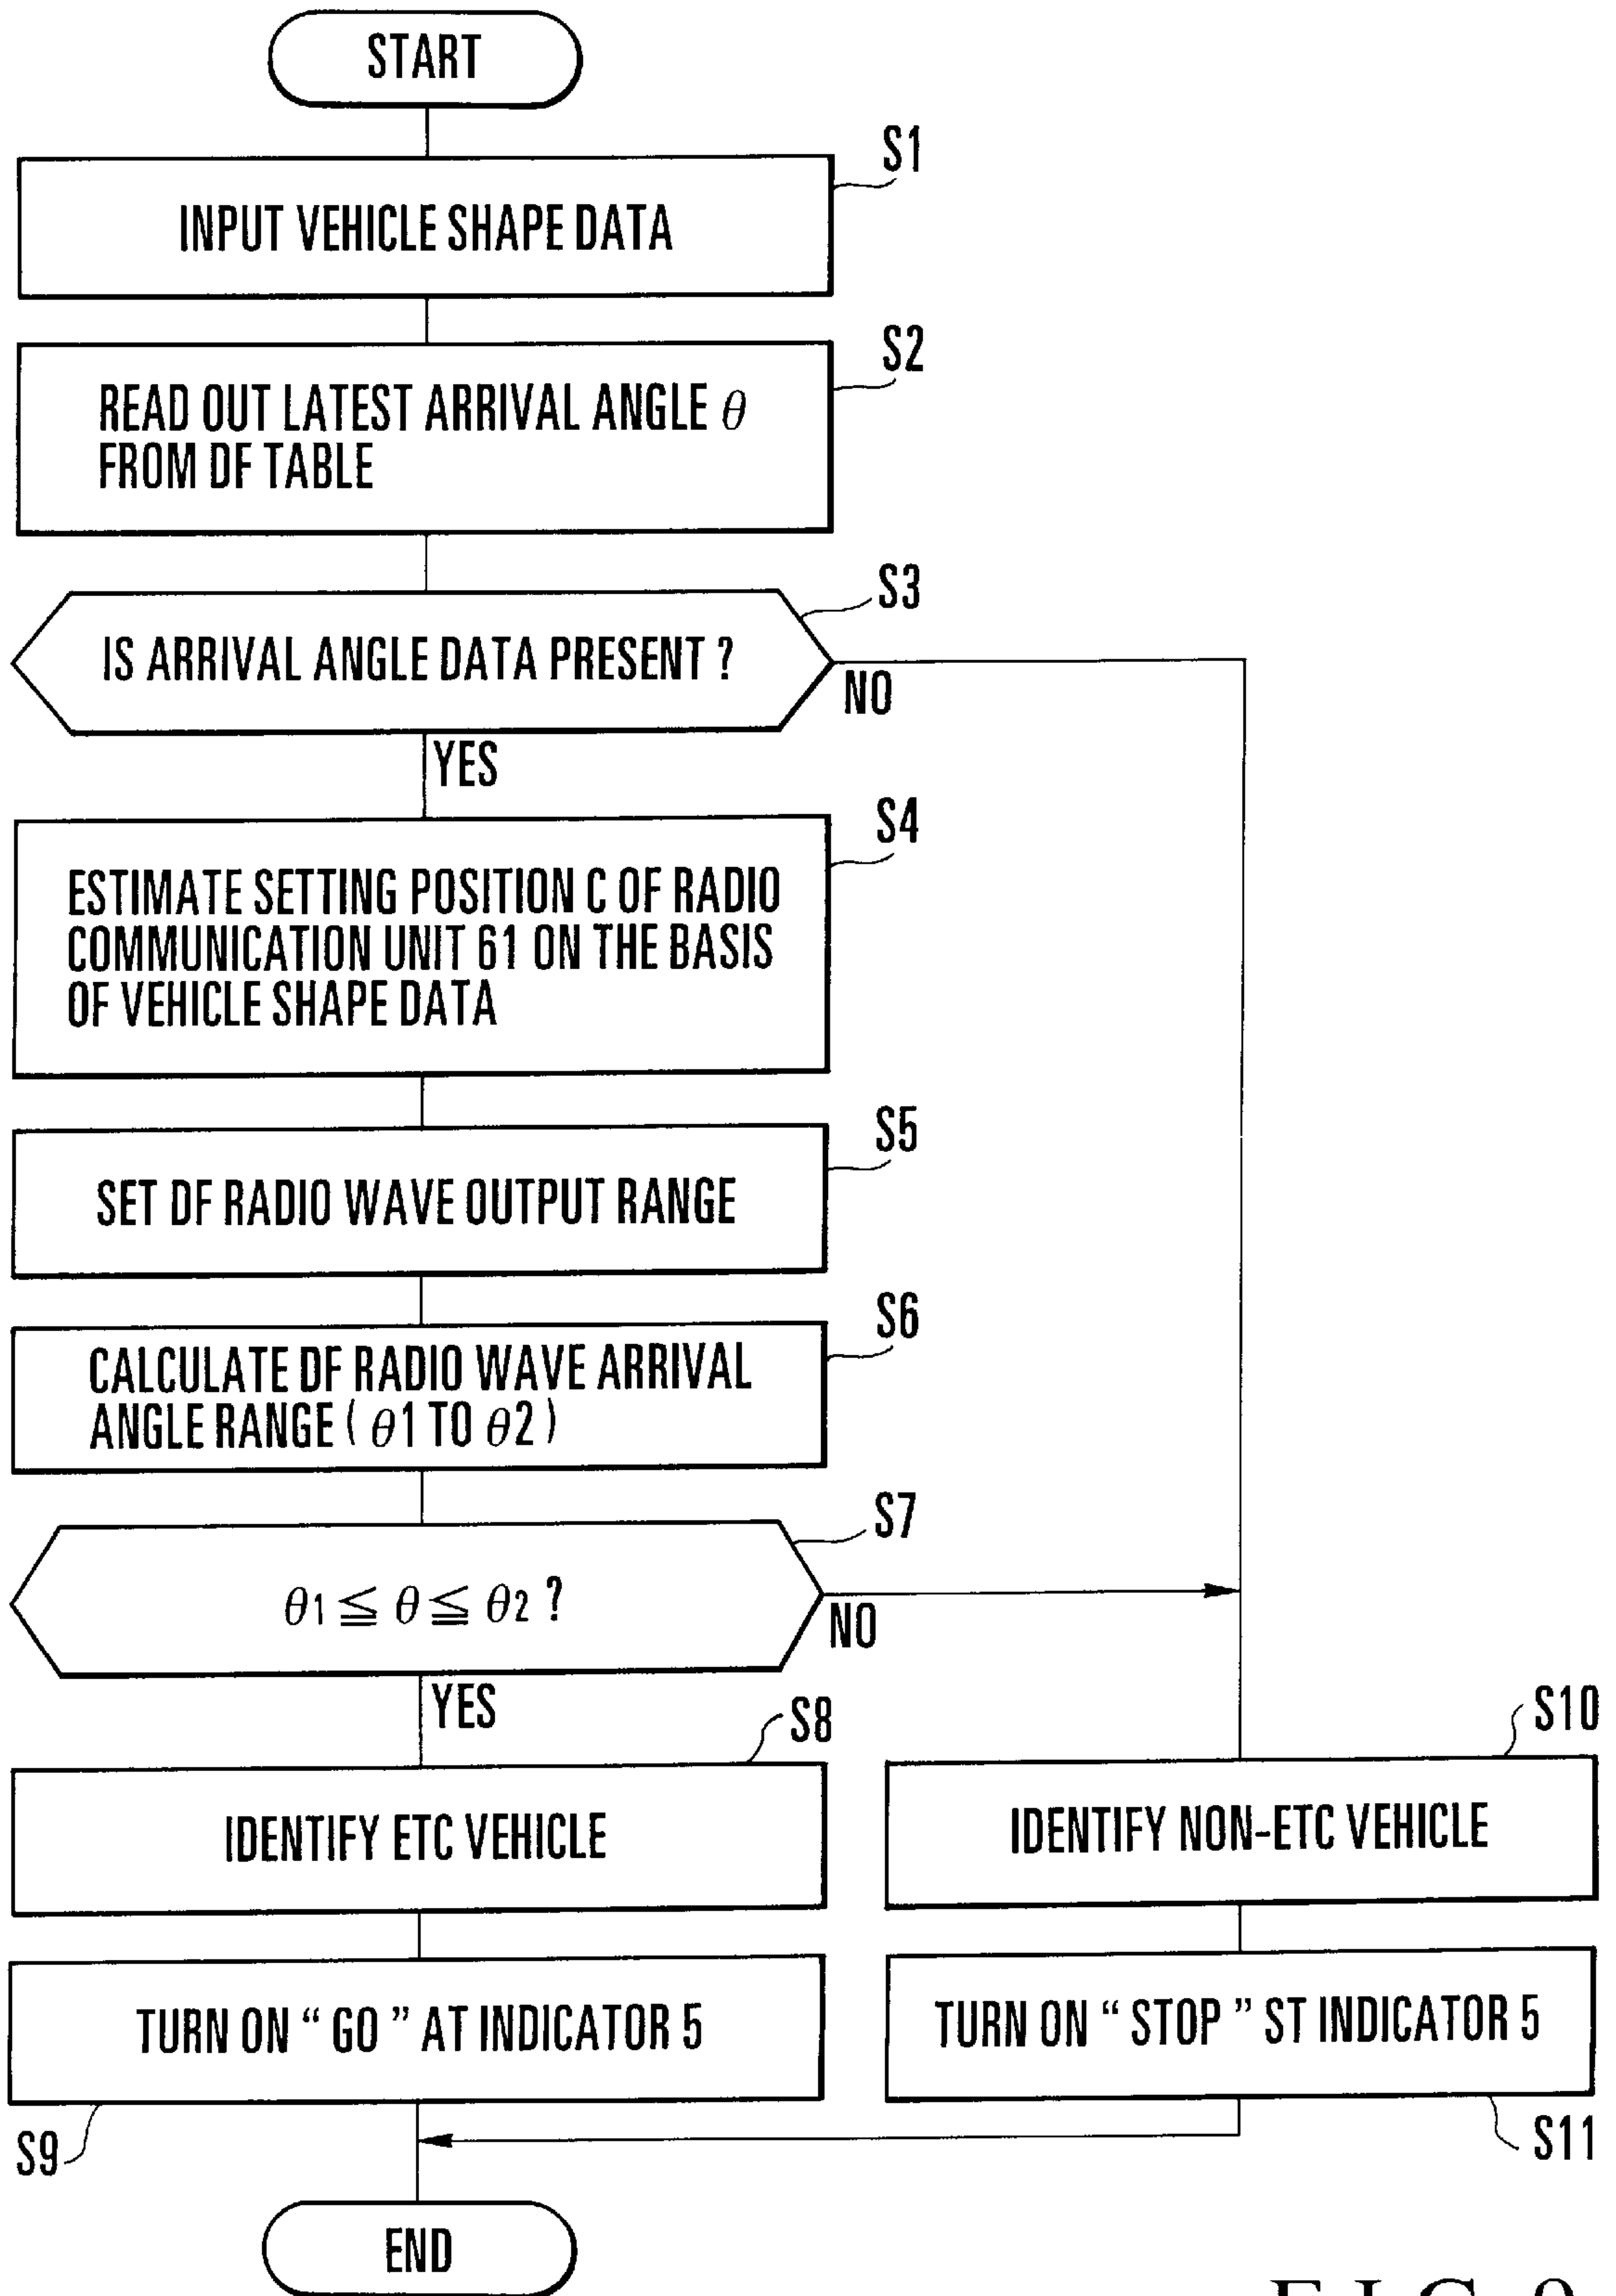 START
S1
INPUT VEHICLE SHAPE DATA
S2
READ OUT LATEST ARRIVAL ANGLE θ
FROM DF TABLE
S3
IS ARRIVAL ANGLE DATA PRESENT ?
NO
YES
S4
ESTIMATE SETTING POSITION C OF RADIO
COMMUNICATION UNIT 61 ON THE BASIS
OF VEHICLE SHAPE DATA
S5
SET DF RADIO WAVE OUTPUT RANGE
S6
CALCULATE DF RADIO WAVE ARRIVAL
ANGLE RANGE ( θ1 TO θ2 )
S7
θ1 ≦ θ ≦ θ2 ?
NO
YES
S8
IDENTIFY ETC VEHICLE
S10
IDENTIFY NON-ETC VEHICLE
TURN ON “ GO ” AT INDICATOR 5
S9
TURN ON “ STOP ” ST INDICATOR 5
S11
END